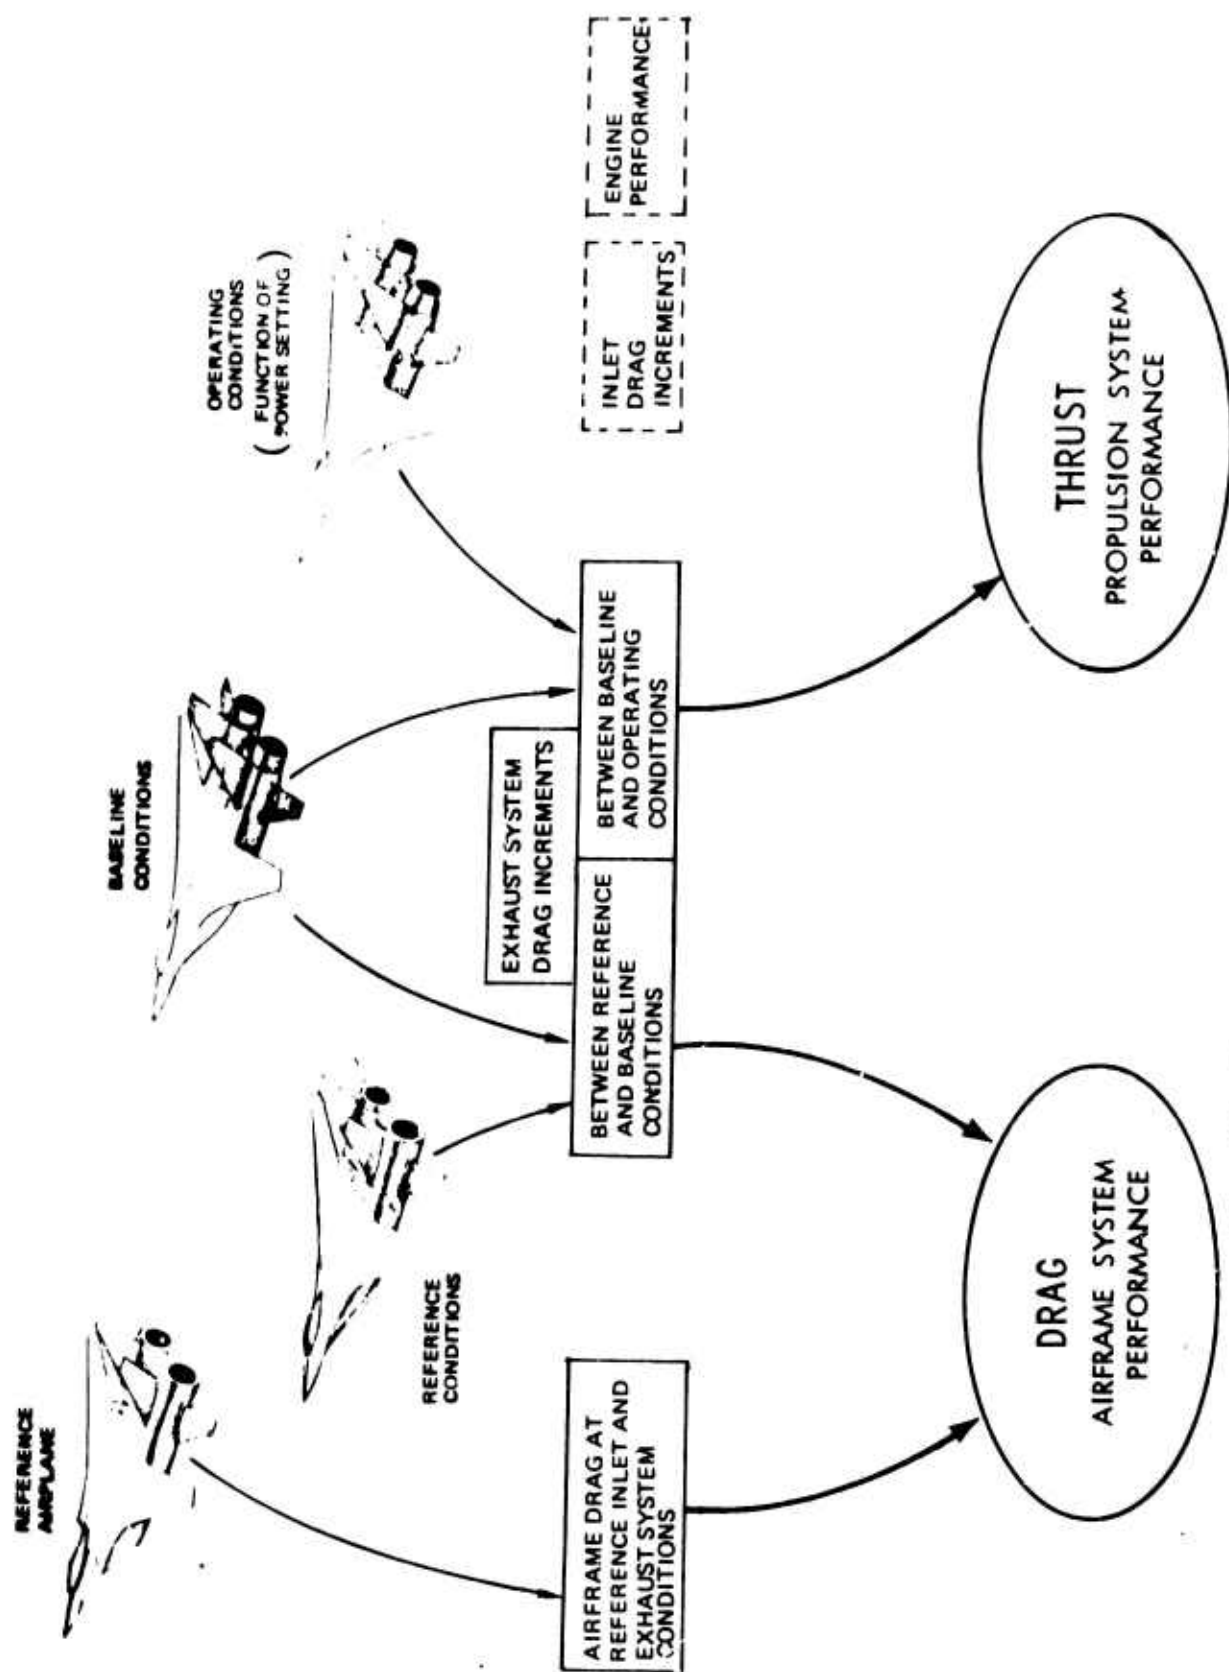 REFERENCE
AIRPLANE
REFERENCE
CONDITIONS
BASELINE
CONDITIONS
OPERATING
CONDITIONS
(FUNCTION OF
POWER SETTING)
EXHAUST SYSTEM
DRAG INCREMENTS
AIRFRAME DRAG AT
REFERENCE INLET AND
EXHAUST SYSTEM
CONDITIONS
BETWEEN REFERENCE
AND BASELINE
CONDITIONS
BETWEEN BASELINE
AND OPERATING
CONDITIONS
INLET
DRAG
INCREMENTS
ENGINE
PERFORMANCE
DRAG
AIRFRAME SYSTEM
PERFORMANCE
THRUST
PROPULSION SYSTEM
PERFORMANCE